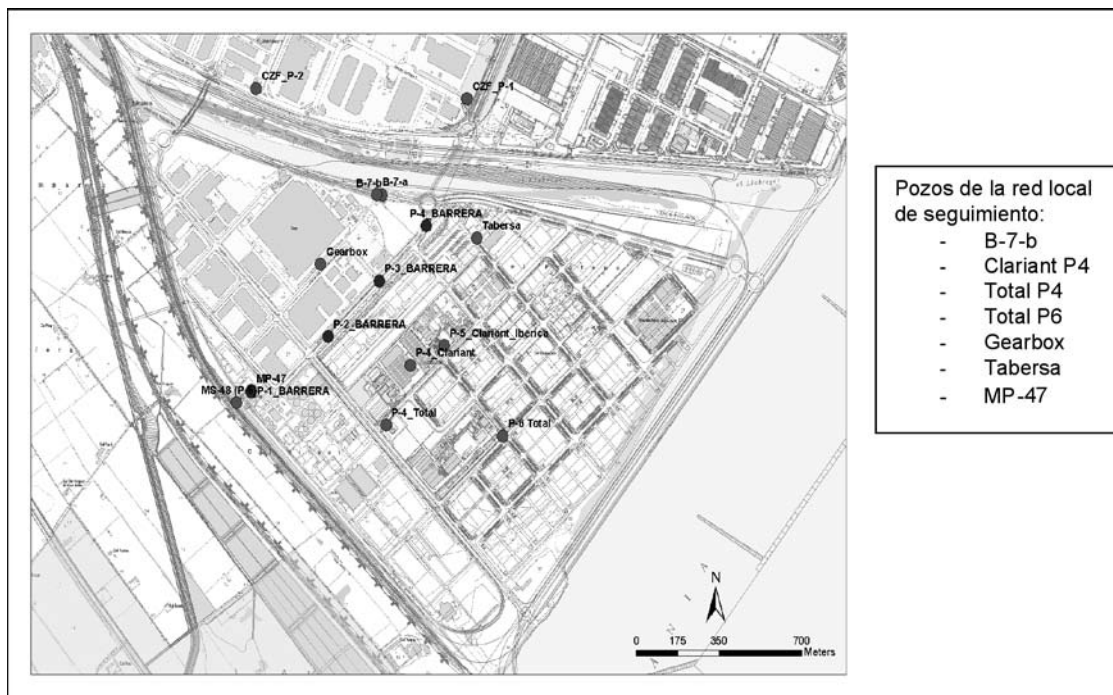 CZF_P-2
CZF_P-1
B-7-b
B-7-a
P-4_BARRERA
Tabersa
Gearbox
P-3_BARRERA
P-2_BARRERA
P-5_Clariant_Iberica
P-4_Clariant
MP-47
MS-48 (P
P-1_BARRERA
P-4_Total
P-6 Total
N
0 175 350 700
Meters
Pozos de la red local
de seguimiento:
- B-7-b
- Clariant P4
- Total P4
- Total P6
- Gearbox
- Tabersa
- MP-47